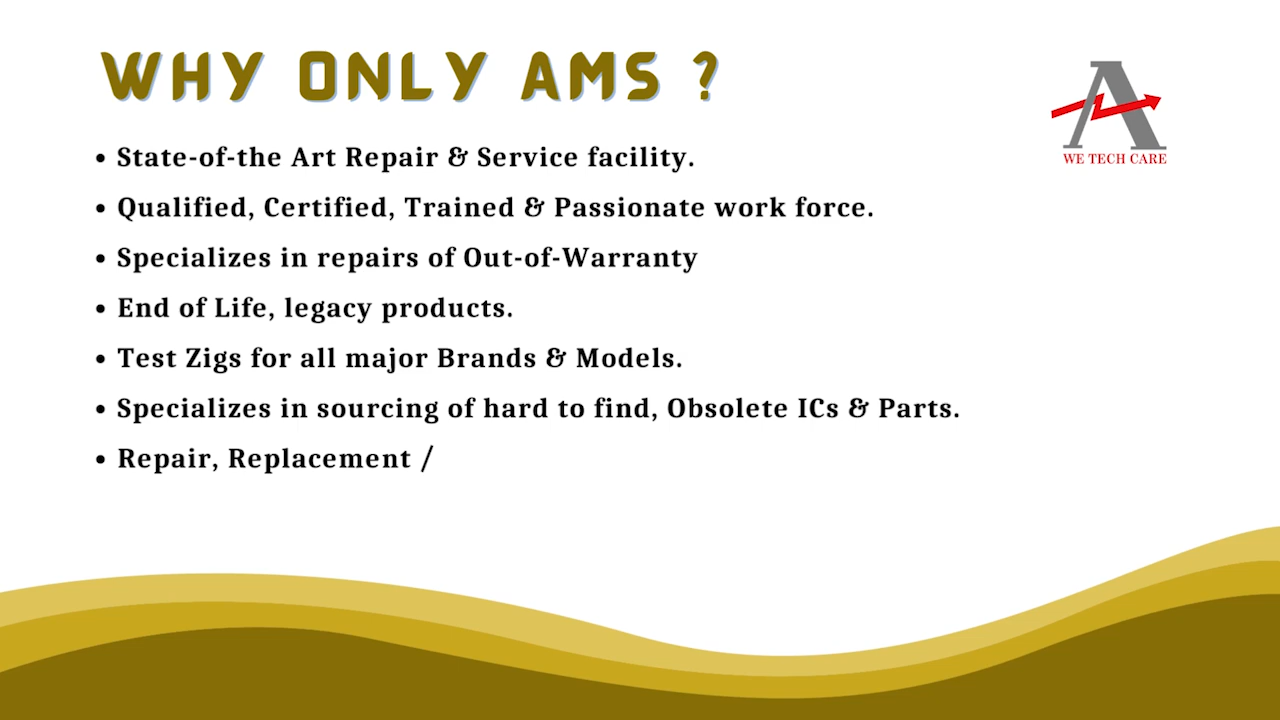 WHY ONLY AMS ?
WE TECH CARE
• State-of-the Art Repair & Service facility.
• Qualified, Certified, Trained & Passionate work force.
• Specializes in repairs of Out-of-Warranty
• End of Life, legacy products.
• Test Zigs for all major Brands & Models.
• Specializes in sourcing of hard to find, Obsolete ICs & Parts.
• Repair, Replacement /